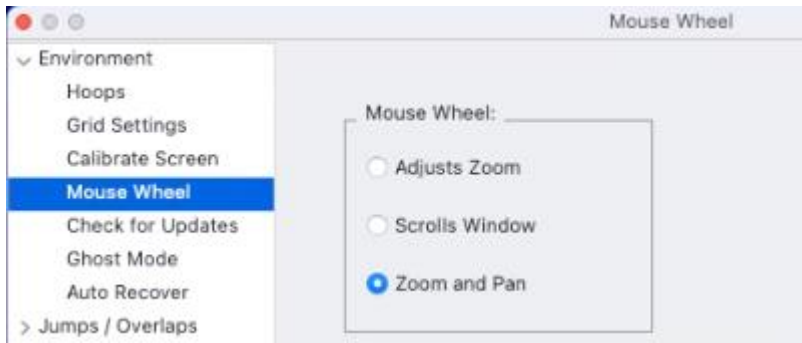 Mouse Wheel
Environment
Hoops
Grid Settings
Calibrate Screen
Mouse Wheel
Check for Updates
Ghost Mode
Auto Recover
Jumps / Overlaps
Mouse Wheel:
Adjusts Zoom
Scrolls Window
Zoom and Pan